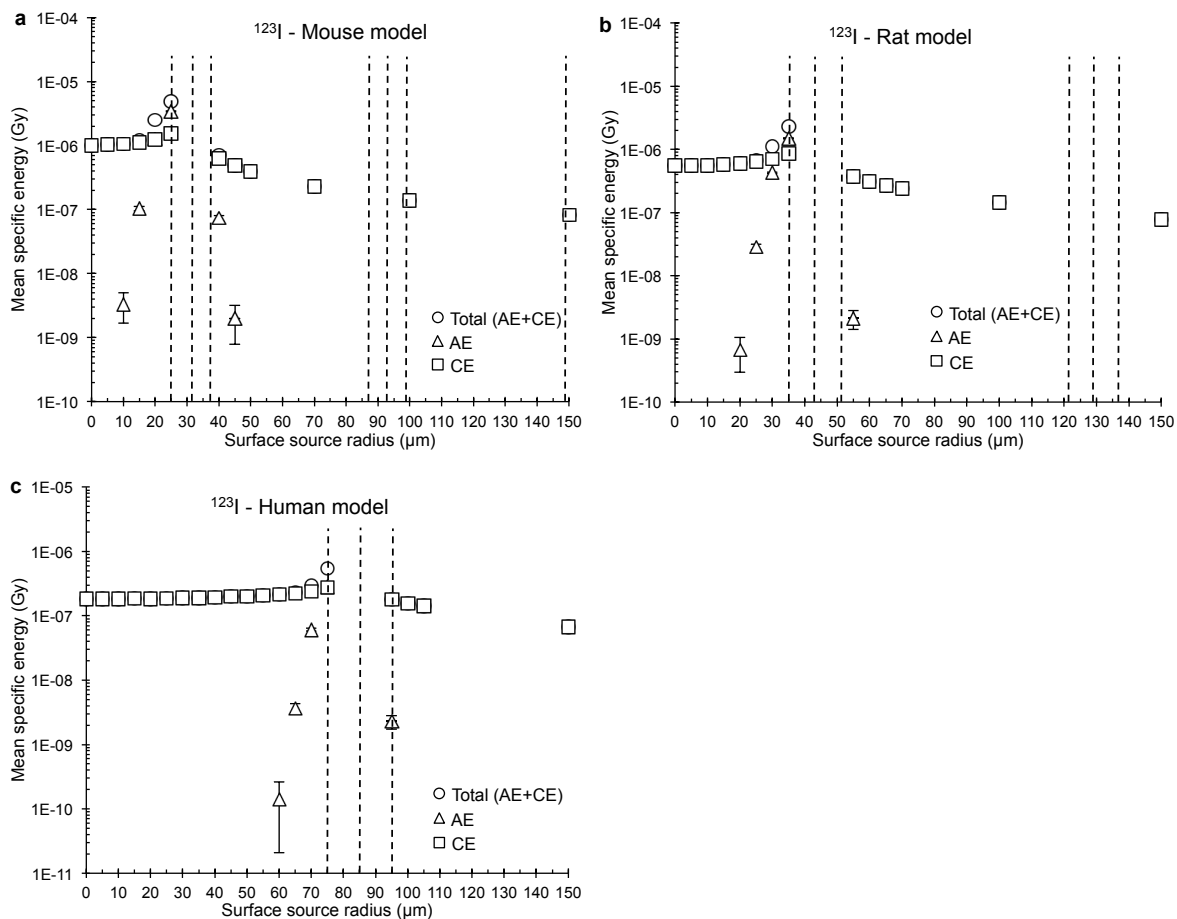 a
¹²³I - Mouse model
Mean specific energy (Gy)
1E-04
1E-05
1E-06
1E-07
1E-08
1E-09
1E-10
Total (AE+CE)
AE
CE
0 10 20 30 40 50 60 70 80 90 100 110 120 130 140 150
Surface source radius (µm)
b
¹²³I - Rat model
Mean specific energy (Gy)
1E-04
1E-05
1E-06
1E-07
1E-08
1E-09
1E-10
Total (AE+CE)
AE
CE
0 10 20 30 40 50 60 70 80 90 100 110 120 130 140 150
Surface source radius (µm)
c
¹²³I - Human model
Mean specific energy (Gy)
1E-05
1E-06
1E-07
1E-08
1E-09
1E-10
1E-11
Total (AE+CE)
AE
CE
0 10 20 30 40 50 60 70 80 90 100 110 120 130 140 150
Surface source radius (µm)